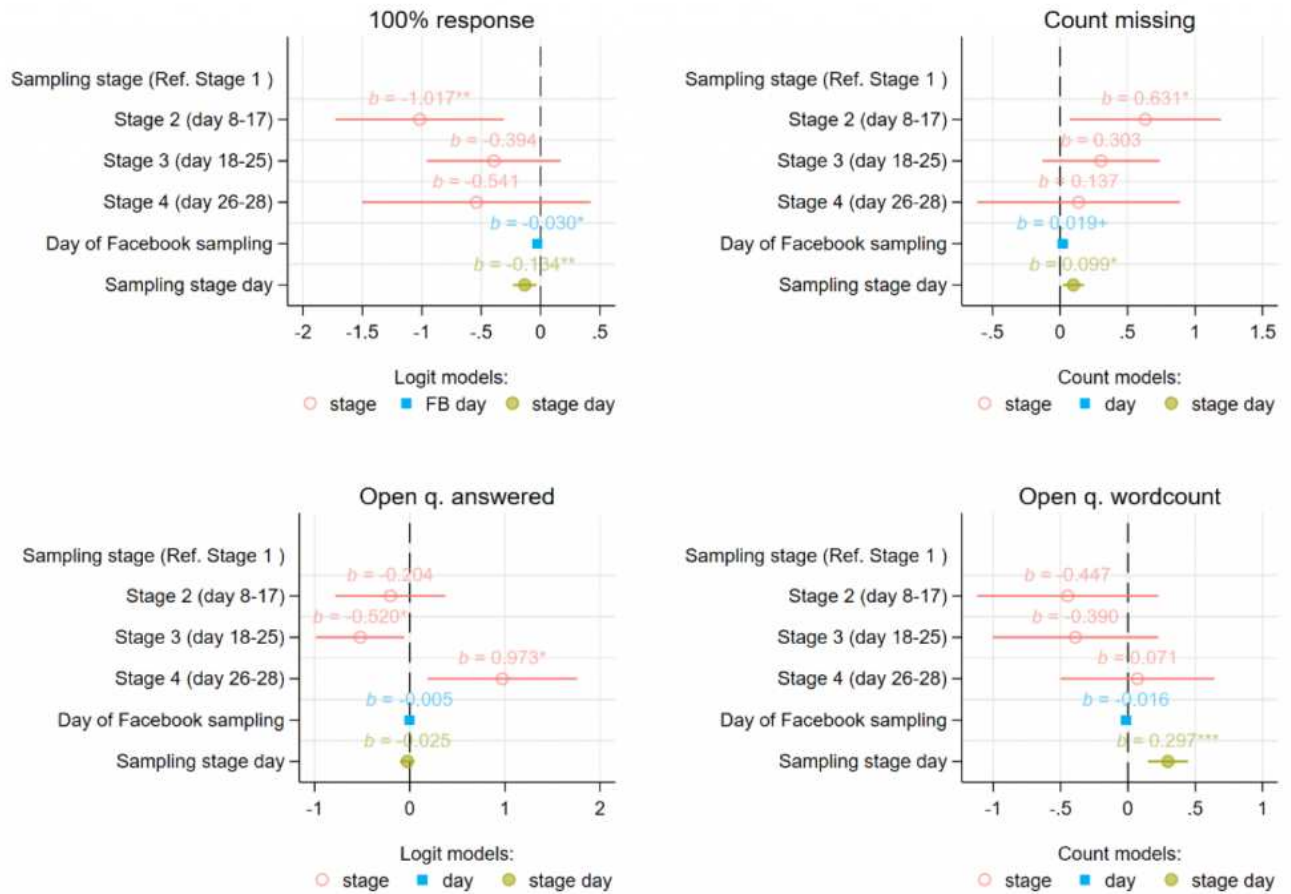 100% response
Sampling stage (Ref. Stage 1 )
b = -1.017**
Stage 2 (day 8-17)
b = -0.394
Stage 3 (day 18-25)
b = -0.541
Stage 4 (day 26-28)
b = -0.030*
Day of Facebook sampling
b = -0.134**
Sampling stage day
-2 -1.5 -1 -.5 0 .5
Logit models:
stage FB day stage day
Count missing
Sampling stage (Ref. Stage 1 )
b = 0.631*
Stage 2 (day 8-17)
b = 0.303
Stage 3 (day 18-25)
b = 0.137
Stage 4 (day 26-28)
b = 0.019+
Day of Facebook sampling
b = 0.099*
Sampling stage day
-.5 0 .5 1 1.5
Count models:
stage day stage day
Open q. answered
Sampling stage (Ref. Stage 1 )
b = -0.204
Stage 2 (day 8-17)
b = -0.520*
Stage 3 (day 18-25)
b = 0.973*
Stage 4 (day 26-28)
b = -0.005
Day of Facebook sampling
b = -0.025
Sampling stage day
-1 0 1 2
Logit models:
stage day stage day
Open q. wordcount
Sampling stage (Ref. Stage 1 )
b = -0.447
Stage 2 (day 8-17)
b = -0.390
Stage 3 (day 18-25)
b = 0.071
Stage 4 (day 26-28)
b = -0.016
Day of Facebook sampling
b = 0.297***
Sampling stage day
-1 -.5 0 .5 1
Count models:
stage day stage day